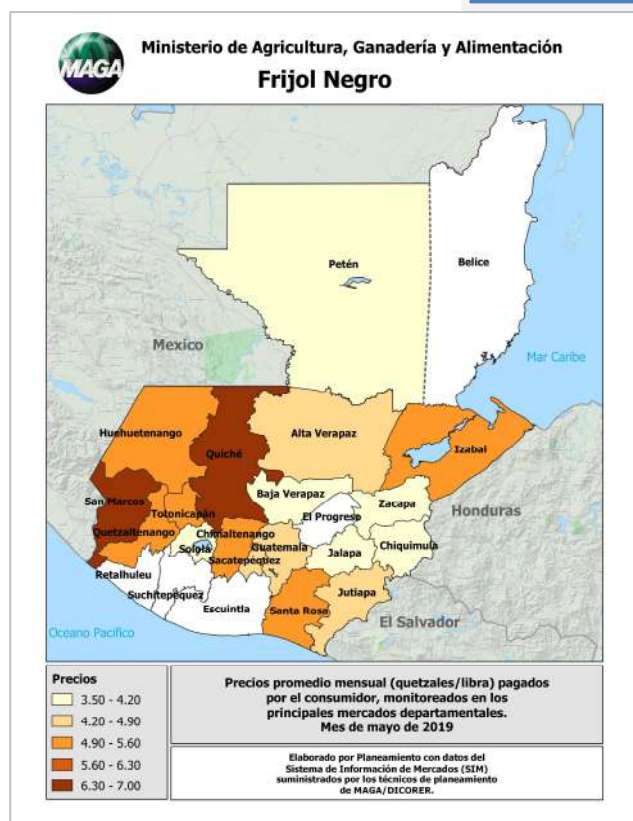 MAGA
Ministerio de Agricultura, Ganadería y Alimentación
Frijol Negro
Petén
Belice
Mexico
Mar Caribe
Huehuetenango
Quiché
Alta Verapaz
Izabal
San Marcos
Totonicapán
Baja Verapaz
Zacapa
El Progreso
Honduras
Quetzaltenango
Chimaltenango
Sololá
Guatemala
Jalapa
Chiquimula
Sacatepéquez
Retalhuleu
Suchitepéquez
Escuintla
Santa Rosa
Jutiapa
El Salvador
Oceano Pacifico
Precios
3.50 - 4.20
4.20 - 4.90
4.90 - 5.60
5.60 - 6.30
6.30 - 7.00
Precios promedio mensual (quetzales/libra) pagados
por el consumidor, monitoreados en los
principales mercados departamentales.
Mes de mayo de 2019
Elaborado por Planeamiento con datos del
Sistema de Información de Mercados (SIM)
suministrados por los técnicos de planeamiento
de MAGA/DICORER.